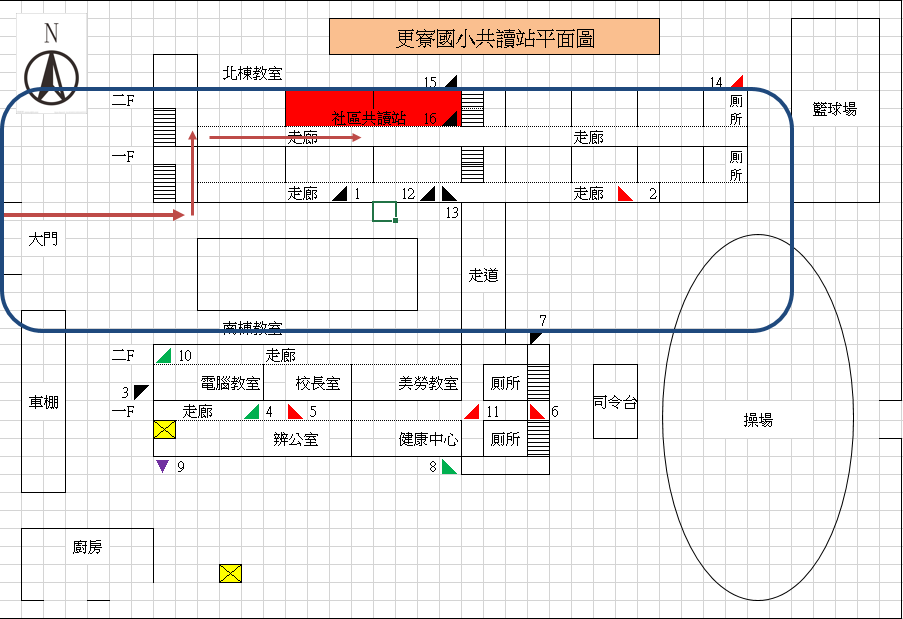 N
更寮國小共讀站平面圖
北棟教室
15
14
二F
廁所
籃球場
社區共讀站
16
走廊
走廊
一F
廁所
走廊
1
12
走廊
2
13
大門
走道
南棟教室
7
二F
10
走廊
電腦教室
校長室
美勞教室
廁所
3
車棚
司令台
一F
走廊
4
5
11
6
操場
辨公室
健康中心
廁所
9
8
廚房